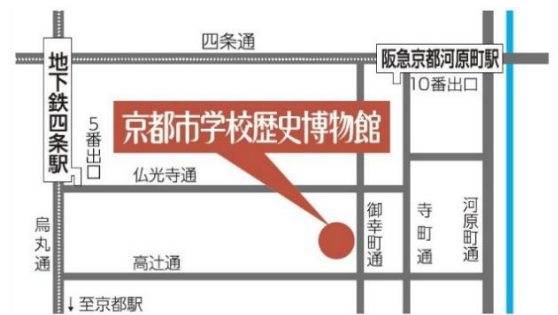 四条通
地下鉄四条駅
阪急京都河原町駅
10番出口
5番出口
京都市学校歴史博物館
仏光寺通
烏丸通
御幸町通
寺町通
河原町通
高辻通
↓至京都駅